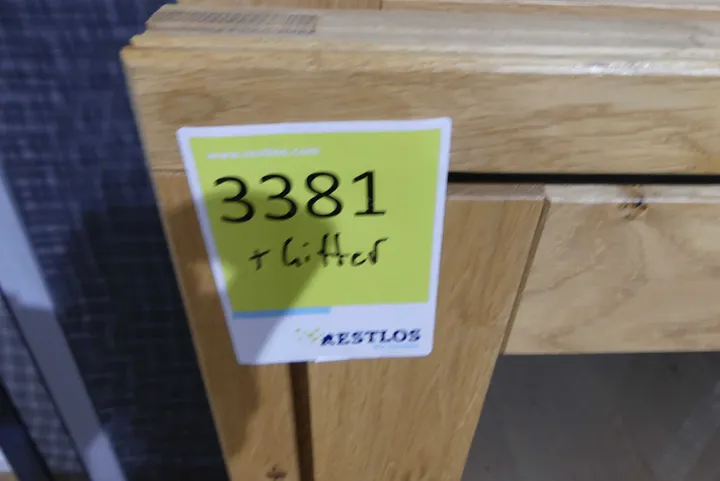 3381
+ Gitter
RESTLOS